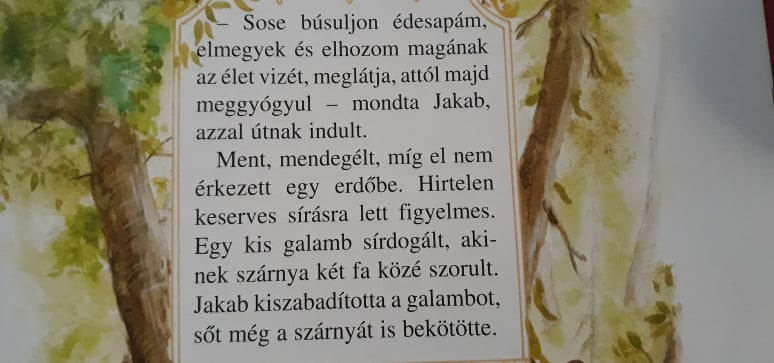 – Sose búsuljon édesapám,
elmegyek és elhozom magának
az élet vizét, meglátja, attól majd
meggyógyul – mondta Jakab,
azzal útnak indult.
Ment, mendegélt, míg el nem
érkezett egy erdőbe. Hirtelen
keserves sírásra lett figyelmes.
Egy kis galamb sírdogált, aki-
nek szárnya két fa közé szorult.
Jakab kiszabadította a galambot,
sőt még a szárnyát is bekötötte.